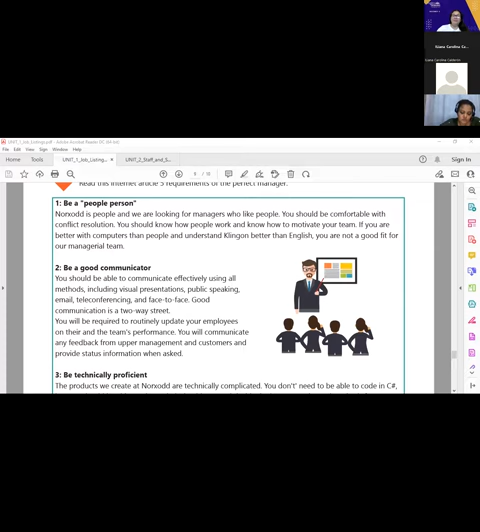 UNIT_1_Job_Listings.pdf - Adobe Acrobat Reader DC (64-bit)
File Edit View Sign Window Help
Home Tools UNIT_1_Job_Listing... × UNIT_2_Staff_and_S... Sign In
Read this Internet article 5 requirements of the perfect manager.
1: Be a "people person"
Norxodd is people and we are looking for managers who like people. You should be comfortable with
conflict resolution. You should know how people work and know how to motivate your team. If you are
better with computers than people and understand Klingon better than English, you are not a good fit for
our managerial team.
2: Be a good communicator
You should be able to communicate effectively using all
methods, including visual presentations, public speaking,
email, teleconferencing, and face-to-face. Good
communication is a two-way street.
You will be required to routinely update your employees
on their and the team's performance. You will communicate
any feedback from upper management and customers and
provide status information when asked.
3: Be technically proficient
The products we create at Norxodd are technically complicated. You don't' need to be able to code in C#,